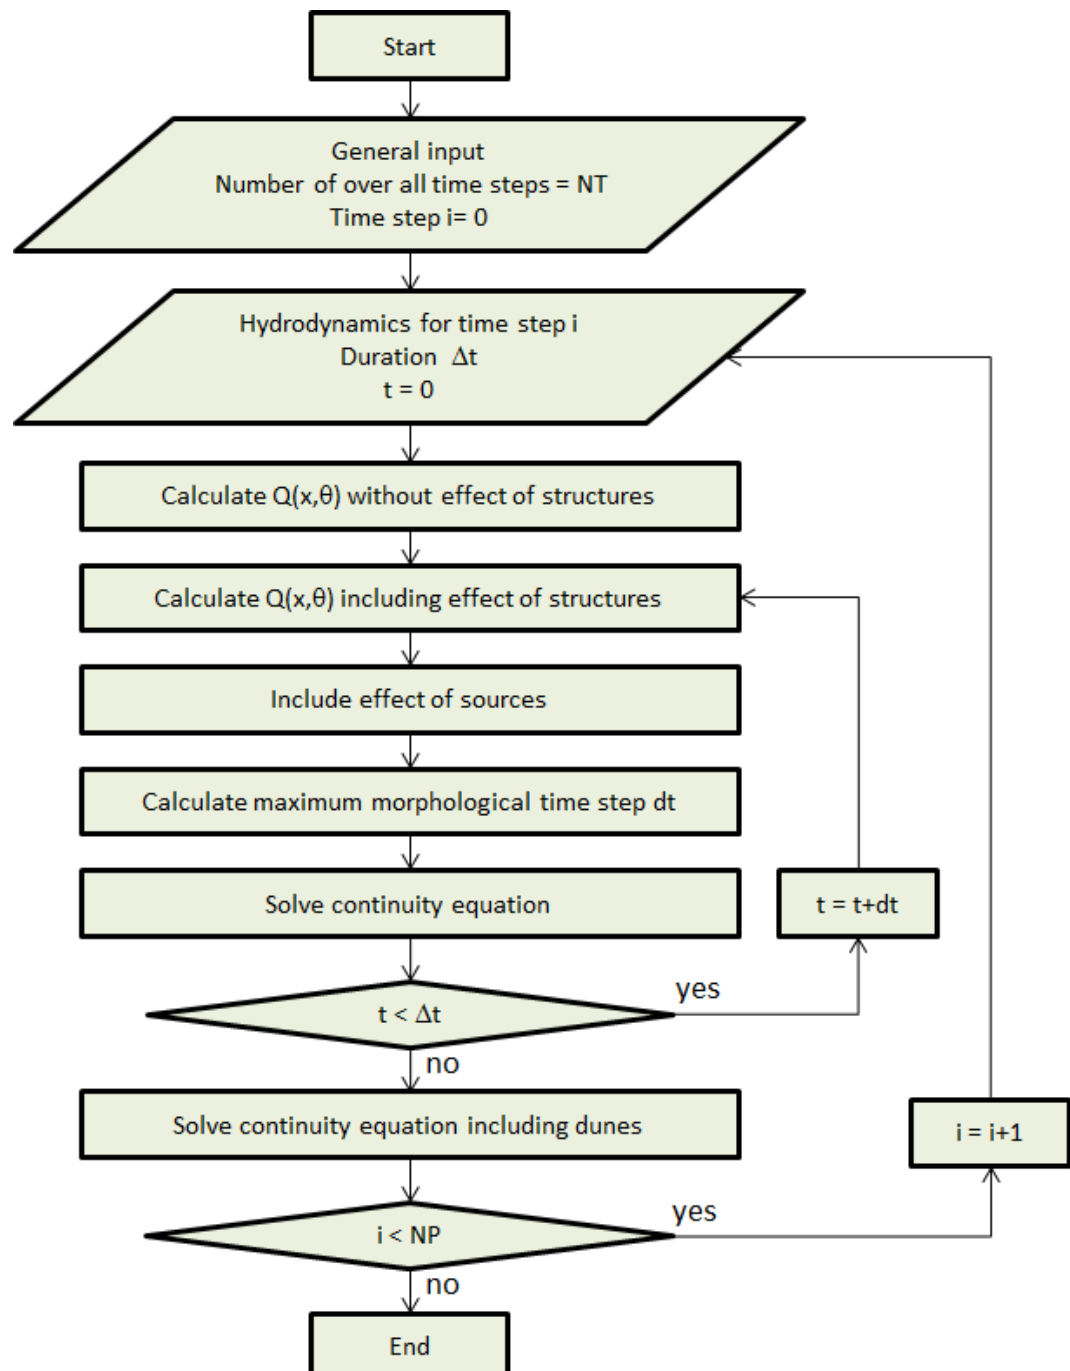 Start
General input
Number of over all time steps = NT
Time step i= 0
Hydrodynamics for time step i
Duration Δt
t = 0
Calculate Q(x,θ) without effect of structures
Calculate Q(x,θ) including effect of structures
Include effect of sources
Calculate maximum morphological time step dt
Solve continuity equation
t = t+dt
t < Δt
yes
no
Solve continuity equation including dunes
i = i+1
i < NP
yes
no
End